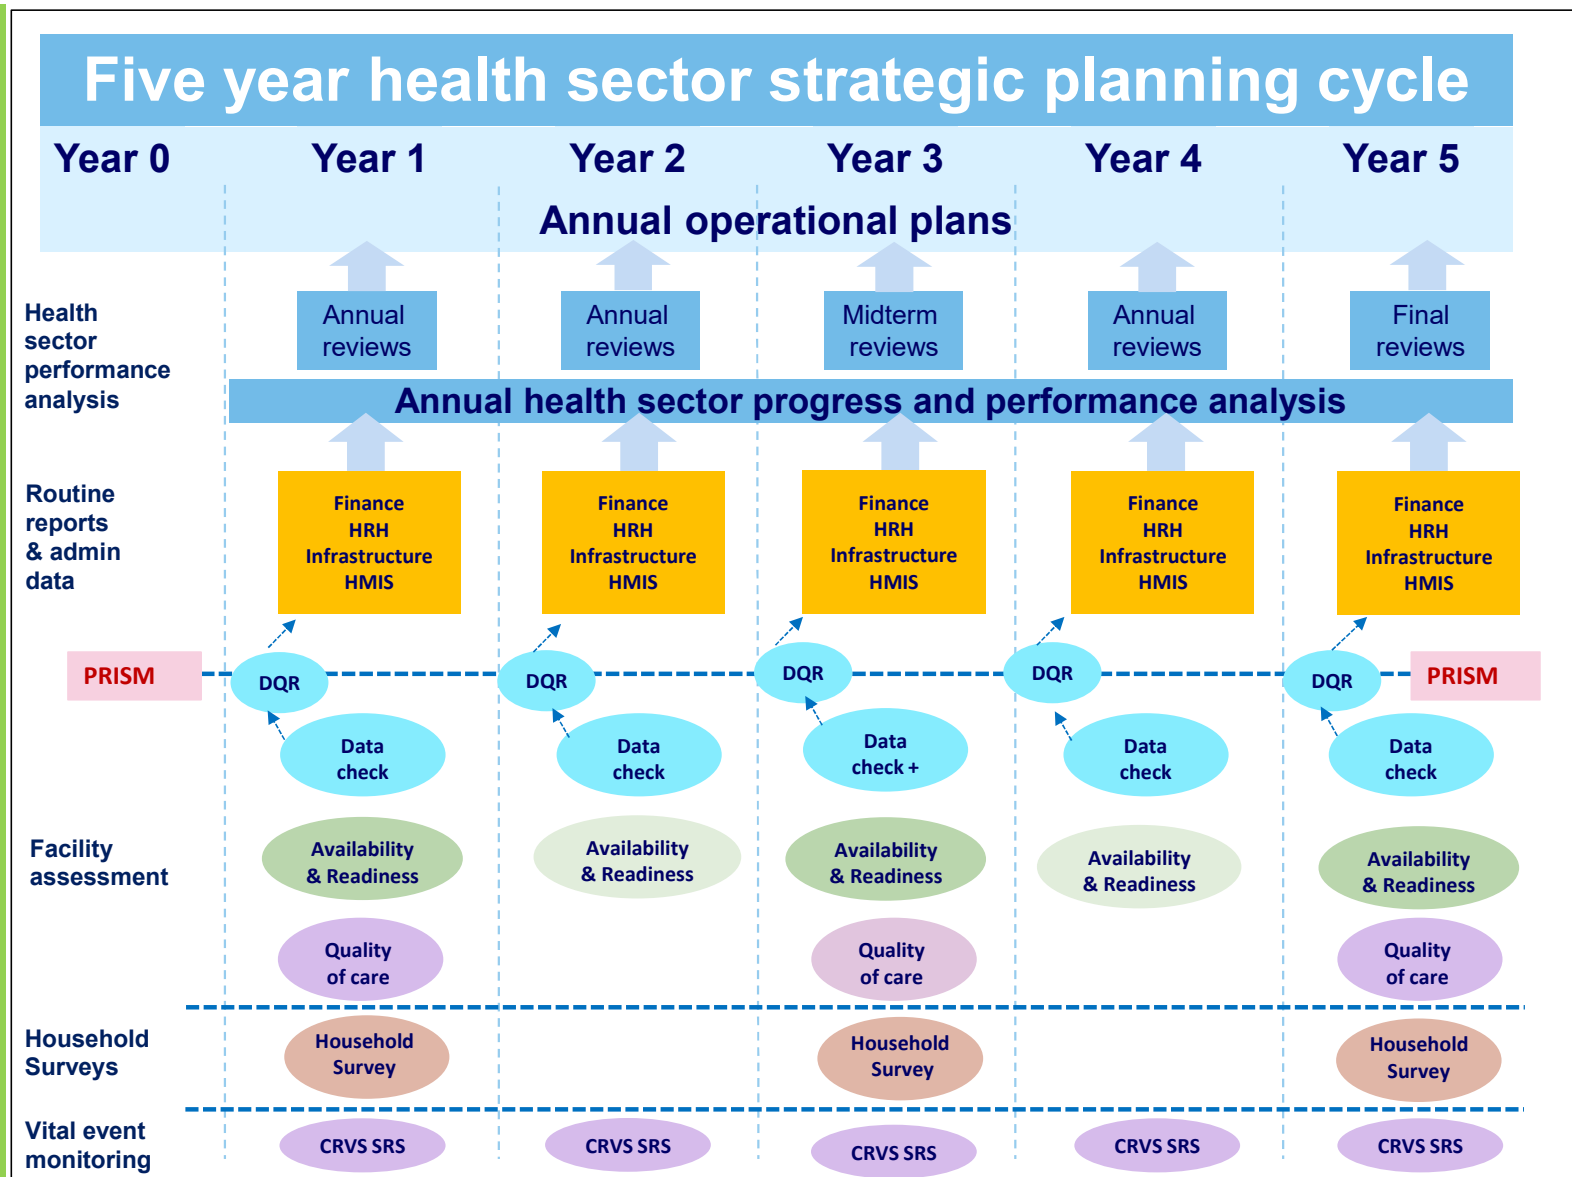 Five year health sector strategic planning cycle
Year 0 Year 1 Year 2 Year 3 Year 4 Year 5
Annual operational plans
Health
sector
performance
analysis
Annual
reviews
Annual
reviews
Midterm
reviews
Annual
reviews
Final
reviews
Annual health sector progress and performance analysis
Routine
reports
& admin
data
Finance
HRH
Infrastructure
HMIS
Finance
HRH
Infrastructure
HMIS
Finance
HRH
Infrastructure
HMIS
Finance
HRH
Infrastructure
HMIS
Finance
HRH
Infrastructure
HMIS
PRISM
DQR
DQR
DQR
DQR
DQR
PRISM
Data
check
Data
check
Data
check +
Data
check
Data
check
Facility
assessment
Availability
& Readiness
Availability
& Readiness
Availability
& Readiness
Availability
& Readiness
Availability
& Readiness
Quality
of care
Quality
of care
Quality
of care
Household
Surveys
Household
Survey
Household
Survey
Household
Survey
Vital event
monitoring
CRVS SRS
CRVS SRS
CRVS SRS
CRVS SRS
CRVS SRS